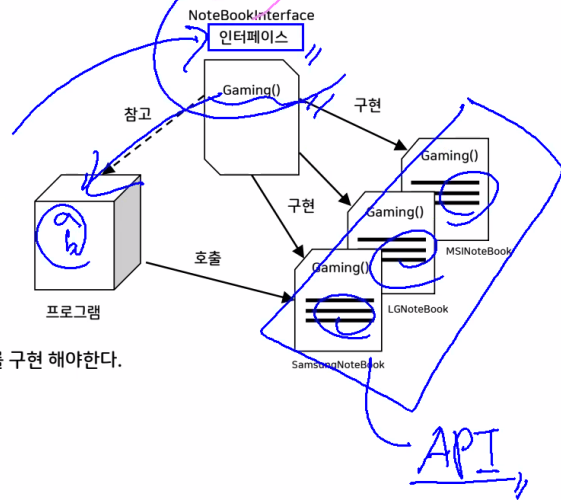 NoteBookInterface
인터페이스
Gaming()
참고
구현
Gaming()
구현
Gaming()
MSINoteBook
호출
Gaming()
LGNoteBook
프로그램
SamsungNoteBook
를 구현 해야한다.
API